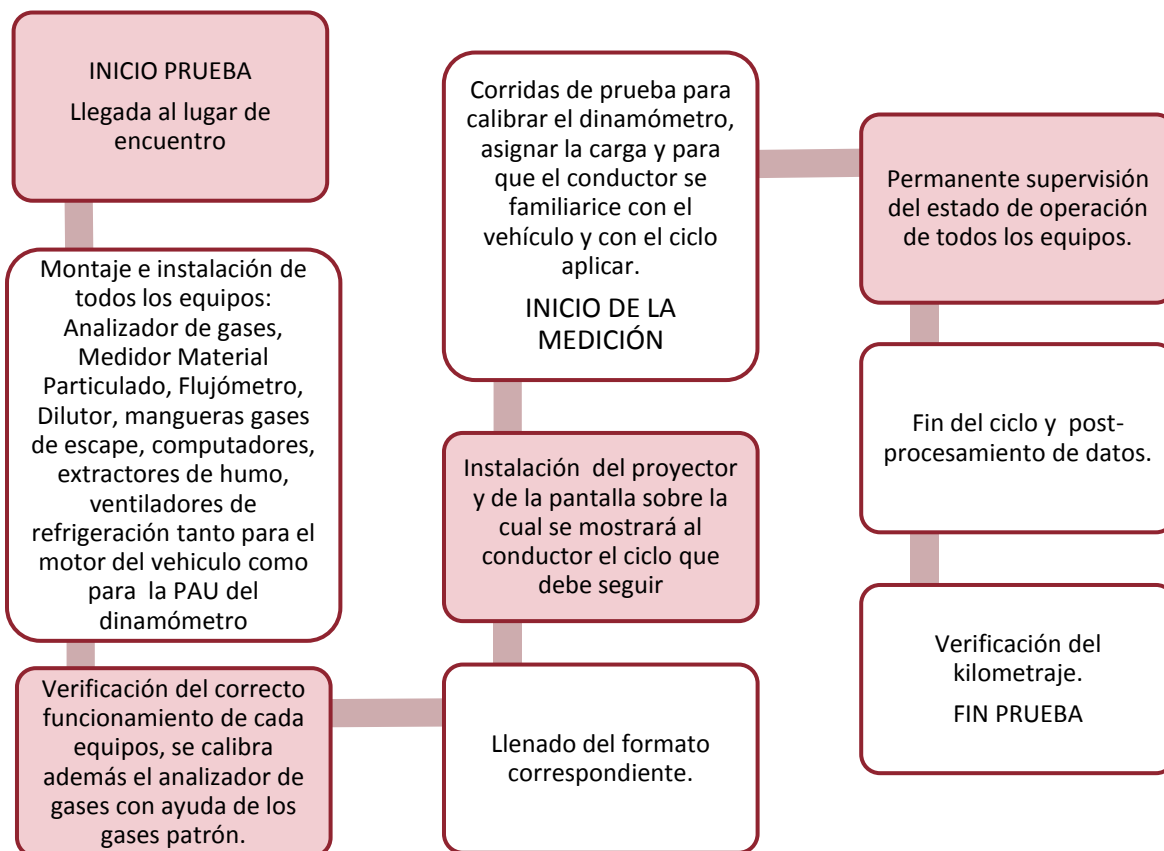 INICIO PRUEBA
Llegada al lugar de
encuentro
Montaje e instalación de
todos los equipos:
Analizador de gases,
Medidor Material
Particulado, Flujómetro,
Dilutor, mangueras gases
de escape, computadores,
extractores de humo,
ventiladores de
refrigeración tanto para el
motor del vehiculo como
para la PAU del
dinamómetro
Verificación del correcto
funcionamiento de cada
equipos, se calibra
además el analizador de
gases con ayuda de los
gases patrón.
Llenado del formato
correspondiente.
Instalación del proyector
y de la pantalla sobre la
cual se mostrará al
conductor el ciclo que
debe seguir
Corridas de prueba para
calibrar el dinamómetro,
asignar la carga y para
que el conductor se
familiarice con el
vehículo y con el ciclo
aplicar.
INICIO DE LA
MEDICIÓN
Permanente supervisión
del estado de operación
de todos los equipos.
Fin del ciclo y post-
procesamiento de datos.
Verificación del
kilometraje.
FIN PRUEBA